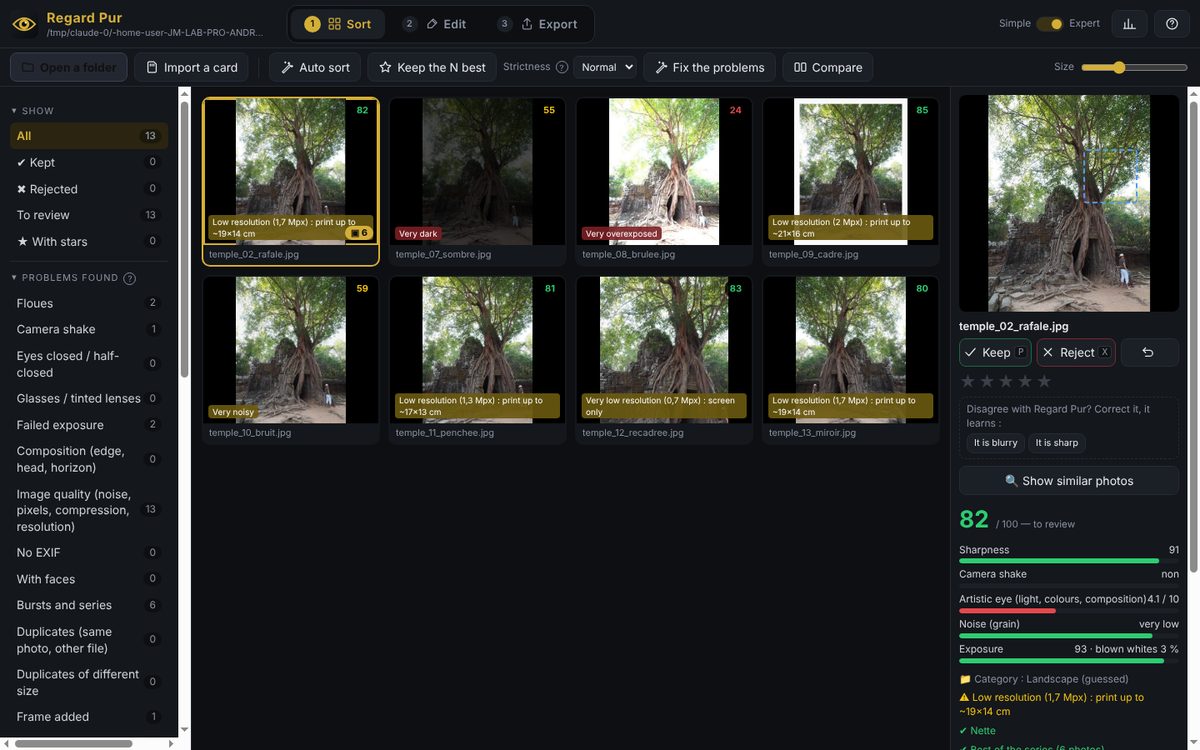 Regard Pur
/tmp/claude-0/-home-user-JM-LAB-PRO-ANDR...
1 Sort
2 Edit
3 Export
Simple Expert
Open a folder
Import a card
Auto sort
Keep the N best
Strictness ?
Normal
Fix the problems
Compare
Size
SHOW
All 13
✔ Kept 0
✖ Rejected 0
To review 13
★ With stars 0
PROBLEMS FOUND ?
Floues 2
Camera shake 1
Eyes closed / half-
closed 0
Glasses / tinted lenses 0
Failed exposure 2
Composition (edge,
head, horizon) 0
Image quality (noise,
pixels, compression,
resolution) 13
No EXIF 0
With faces 0
Bursts and series 6
Duplicates (same
photo, other file) 0
Duplicates of different
size 0
Frame added 1
82
Low resolution (1,7 Mpx) : print up to
~19×14 cm
6
temple_02_rafale.jpg
55
Very dark
temple_07_sombre.jpg
24
Very overexposed
temple_08_brulee.jpg
85
Low resolution (2 Mpx) : print up to
~21×16 cm
temple_09_cadre.jpg
59
Very noisy
temple_10_bruit.jpg
81
Low resolution (1,3 Mpx) : print up to
~17×13 cm
temple_11_penchee.jpg
83
Very low resolution (0,7 Mpx) : screen
only
temple_12_recadree.jpg
80
Low resolution (1,7 Mpx) : print up to
~19×14 cm
temple_13_miroir.jpg
temple_02_rafale.jpg
Keep P
Reject X
Disagree with Regard Pur? Correct it, it
learns :
It is blurry
It is sharp
Show similar photos
82 / 100 — to review
Sharpness 91
Camera shake non
Artistic eye (light, colours, composition) 4.1 / 10
Noise (grain) very low
Exposure 93 · blown whites 3 %
Category : Landscape (guessed)
⚠ Low resolution (1,7 Mpx) : print up to
~19×14 cm
✔ Nette
✔ Best of the series (6 photos)